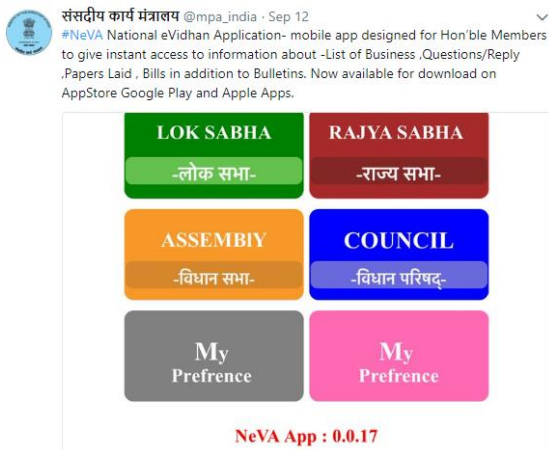 संसदीय कार्य मंत्रालय @mpa_india · Sep 12
#NeVA National eVidhan Application- mobile app designed for Hon'ble Members
to give instant access to information about -List of Business ,Questions/Reply
,Papers Laid , Bills in addition to Bulletins. Now available for download on
AppStore Google Play and Apple Apps.
LOK SABHA RAJYA SABHA
-लोक सभा- -राज्य सभा-
ASSEMBlY COUNCIL
-विधान सभा- -विधान परिषद्-
My My
Prefrence Prefrence
NeVA App : 0.0.17